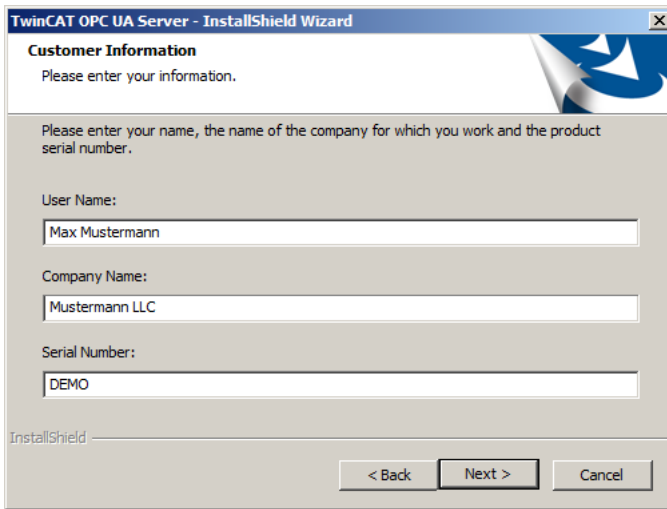 TwinCAT OPC UA Server - InstallShield Wizard
Customer Information
Please enter your information.
Please enter your name, the name of the company for which you work and the product
serial number.
User Name:
Max Mustermann
Company Name:
Mustermann LLC
Serial Number:
DEMO
InstallShield
< Back Next > Cancel